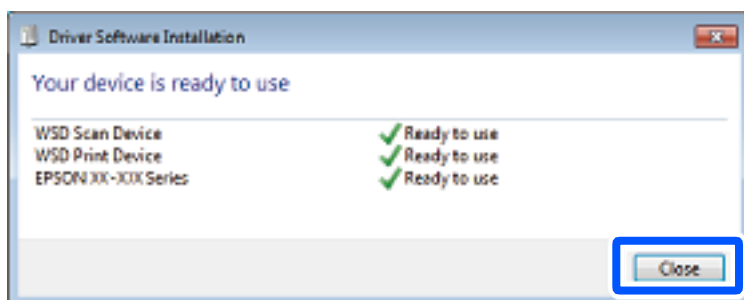 Driver Software Installation
Your device is ready to use
WSD Scan Device Ready to use
WSD Print Device Ready to use
EPSON XX-XXX Series Ready to use
Close